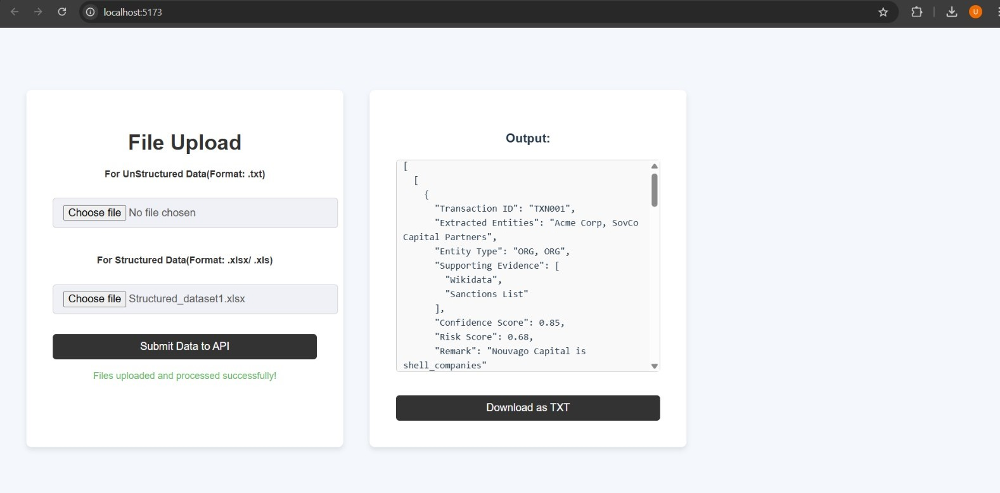 localhost:5173
U
File Upload
For UnStructured Data(Format: .txt)
Choose file No file chosen
For Structured Data(Format: .xlsx/ .xls)
Choose file Structured_dataset1.xlsx
Submit Data to API
Files uploaded and processed successfully!
Output:
[
[
{
"Transaction ID": "TXN001",
"Extracted Entities": "Acme Corp, SovCo
Capital Partners",
"Entity Type": "ORG, ORG",
"Supporting Evidence": [
"Wikidata",
"Sanctions List"
],
"Confidence Score": 0.85,
"Risk Score": 0.68,
"Remark": "Nouvago Capital is
shell_companies"
Download as TXT